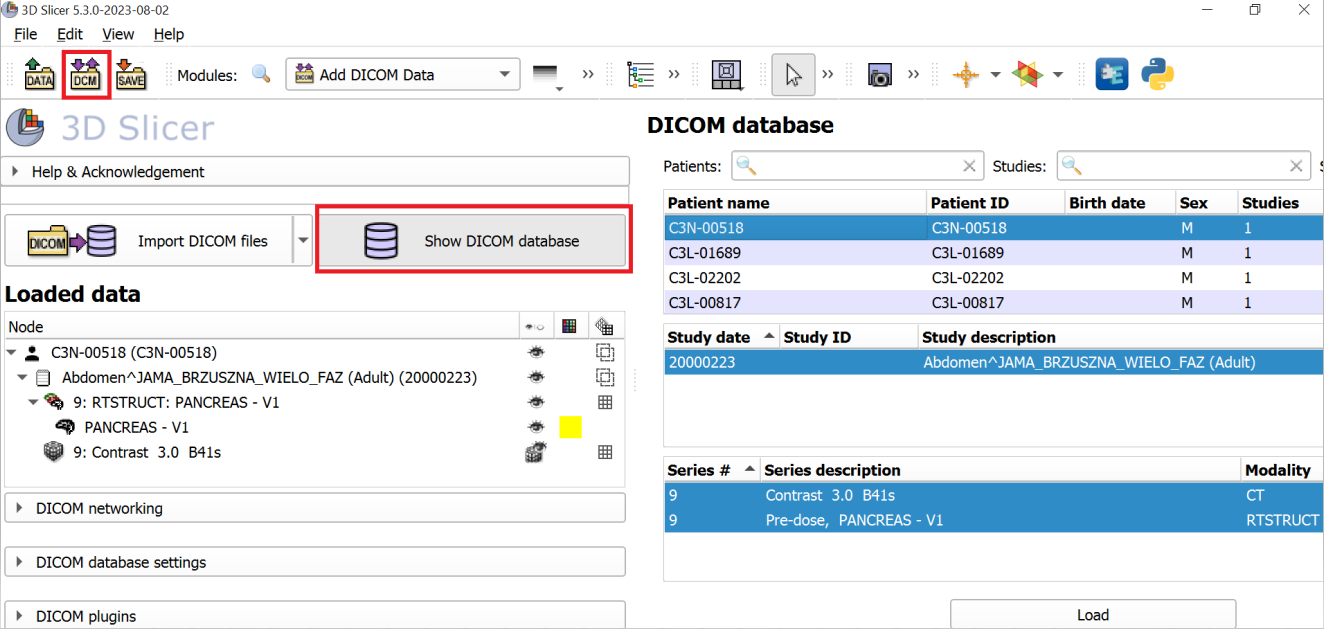 3D Slicer 5.3.0-2023-08-02
File Edit View Help
DATA DCM SAVE Modules: DCM Add DICOM Data
3D Slicer
Help & Acknowledgement
DICOM Import DICOM files Show DICOM database
Loaded data
Node
C3N-00518 (C3N-00518)
Abdomen^JAMA_BRZUSZNA_WIELO_FAZ (Adult) (20000223)
9: RTSTRUCT: PANCREAS - V1
PANCREAS - V1
9: Contrast 3.0 B41s
DICOM networking
DICOM database settings
DICOM plugins
DICOM database
Patients: Studies: S
Patient name Patient ID Birth date Sex Studies
C3N-00518 C3N-00518 M 1
C3L-01689 C3L-01689 M 1
C3L-02202 C3L-02202 M 1
C3L-00817 C3L-00817 M 1
Study date Study ID Study description
20000223 Abdomen^JAMA_BRZUSZNA_WIELO_FAZ (Adult)
Series # Series description Modality
9 Contrast 3.0 B41s CT
9 Pre-dose, PANCREAS - V1 RTSTRUCT
Load